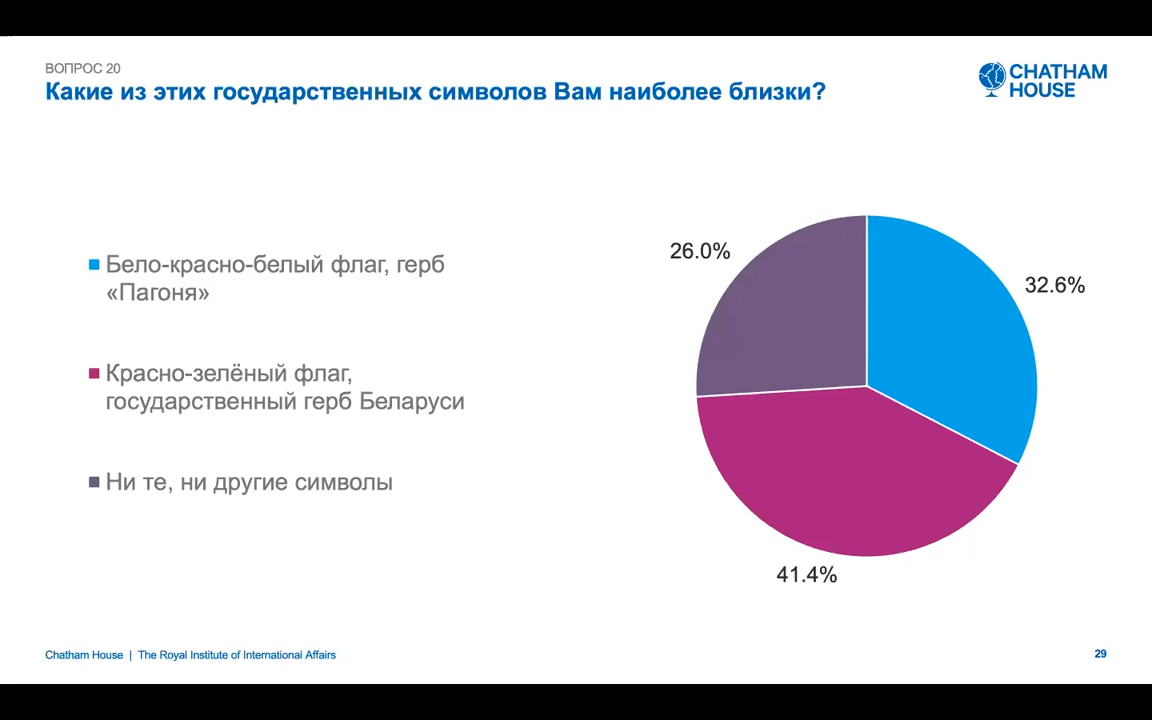 ВОПРОС 20
Какие из этих государственных символов Вам наиболее близки?
CHATHAM
HOUSE
Бело-красно-белый флаг, герб
«Пагоня»
Красно-зелёный флаг,
государственный герб Беларуси
Ни те, ни другие символы
26.0%
32.6%
41.4%
Chatham House | The Royal Institute of International Affairs
29